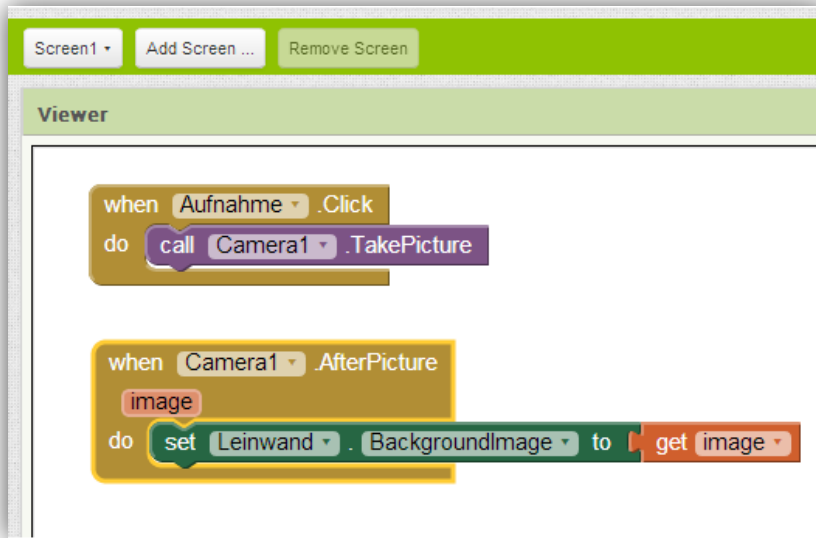 Screen1 Add Screen ... Remove Screen
Viewer
when Aufnahme .Click
do call Camera1 .TakePicture
when Camera1 .AfterPicture
image
do set Leinwand . BackgroundImage to get image